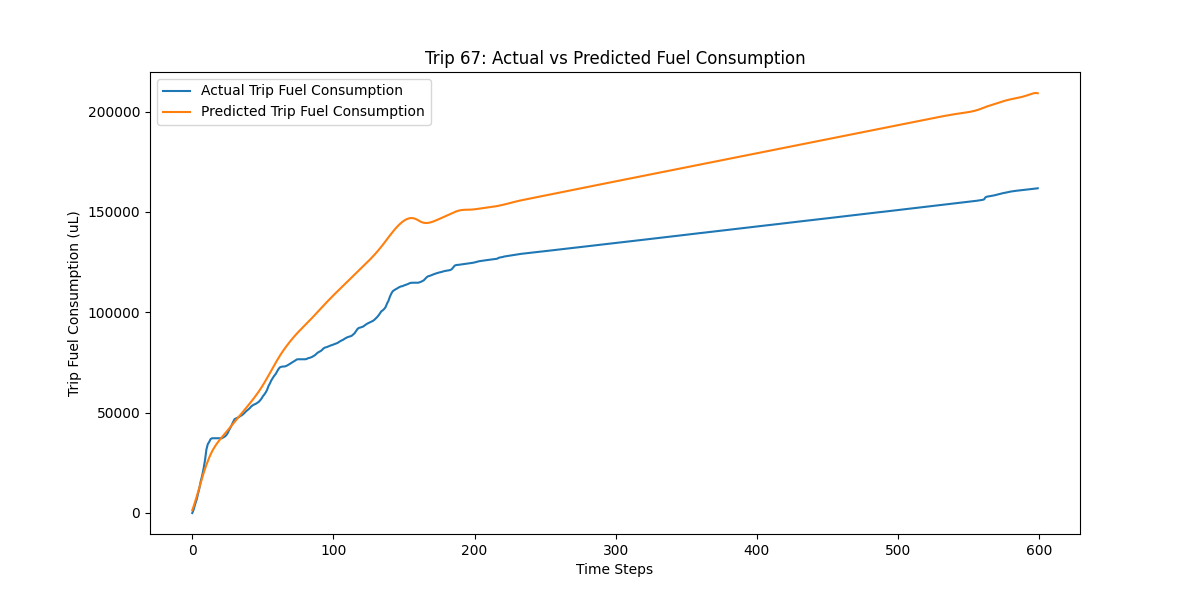 Trip 67: Actual vs Predicted Fuel Consumption
Actual Trip Fuel Consumption
Predicted Trip Fuel Consumption
Trip Fuel Consumption (uL)
200000
150000
100000
50000
0
0 100 200 300 400 500 600
Time Steps